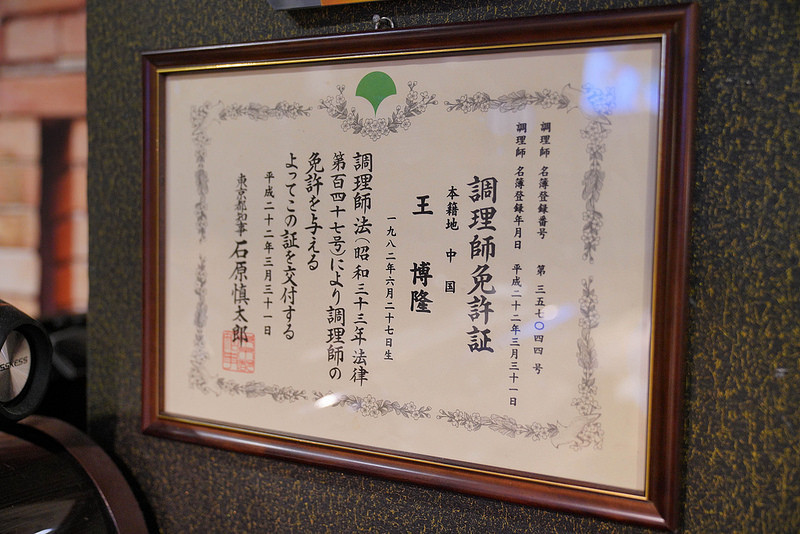 調理師 名簿登録番号 第 三五七〇四四 号
調理師 名簿登録年月日 平成二十二年三月三十一日
調理師免許証
本籍地 中国
王 博隆
一九八二年六月二十七日生
調理師法(昭和三十三年法律
第百四十七号)により調理師の
免許を与える
よってこの証を交付する
平成二十二年三月三十一日
東京都知事 石原慎太郎